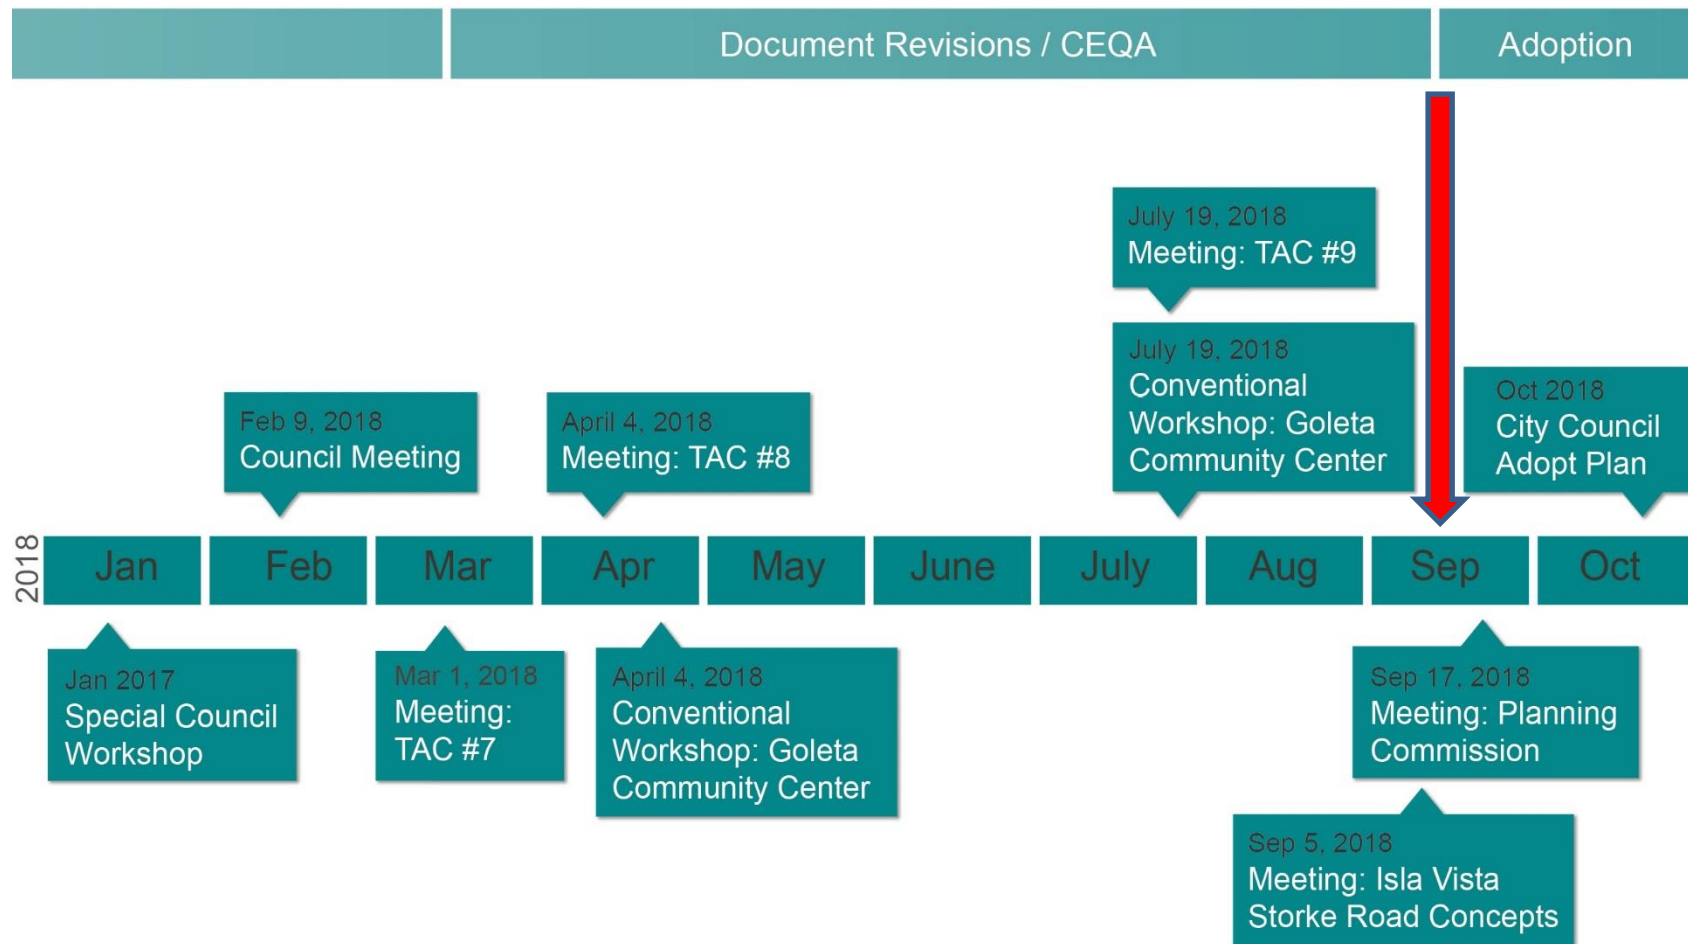 Document Revisions / CEQA
Adoption
July 19, 2018
Meeting: TAC #9
July 19, 2018
Conventional
Workshop: Goleta
Community Center
Feb 9, 2018
Council Meeting
April 4, 2018
Meeting: TAC #8
Oct 2018
City Council
Adopt Plan
2018
Jan
Feb
Mar
Apr
May
June
July
Aug
Sep
Oct
Jan 2017
Special Council
Workshop
Mar 1, 2018
Meeting:
TAC #7
April 4, 2018
Conventional
Workshop: Goleta
Community Center
Sep 17, 2018
Meeting: Planning
Commission
Sep 5, 2018
Meeting: Isla Vista
Storke Road Concepts